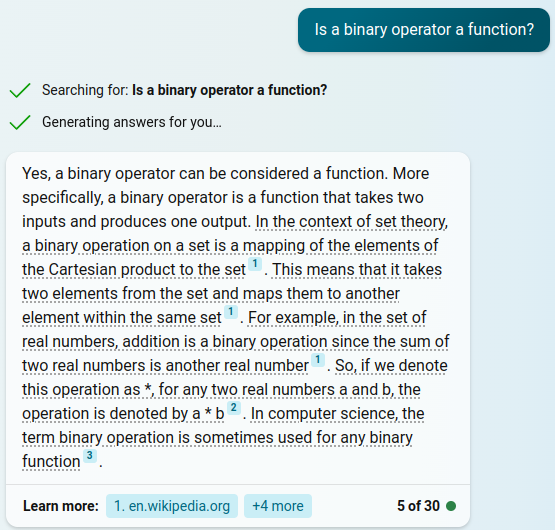 Is a binary operator a function?
Searching for: Is a binary operator a function?
Generating answers for you...
Yes, a binary operator can be considered a function. More
specifically, a binary operator is a function that takes two
inputs and produces one output. In the context of set theory,
a binary operation on a set is a mapping of the elements of
the Cartesian product to the set 1 . This means that it takes
two elements from the set and maps them to another
element within the same set 1 . For example, in the set of
real numbers, addition is a binary operation since the sum of
two real numbers is another real number 1 . So, if we denote
this operation as *, for any two real numbers a and b, the
operation is denoted by a * b 2 . In computer science, the
term binary operation is sometimes used for any binary
function 3 .
Learn more: 1. en.wikipedia.org +4 more 5 of 30